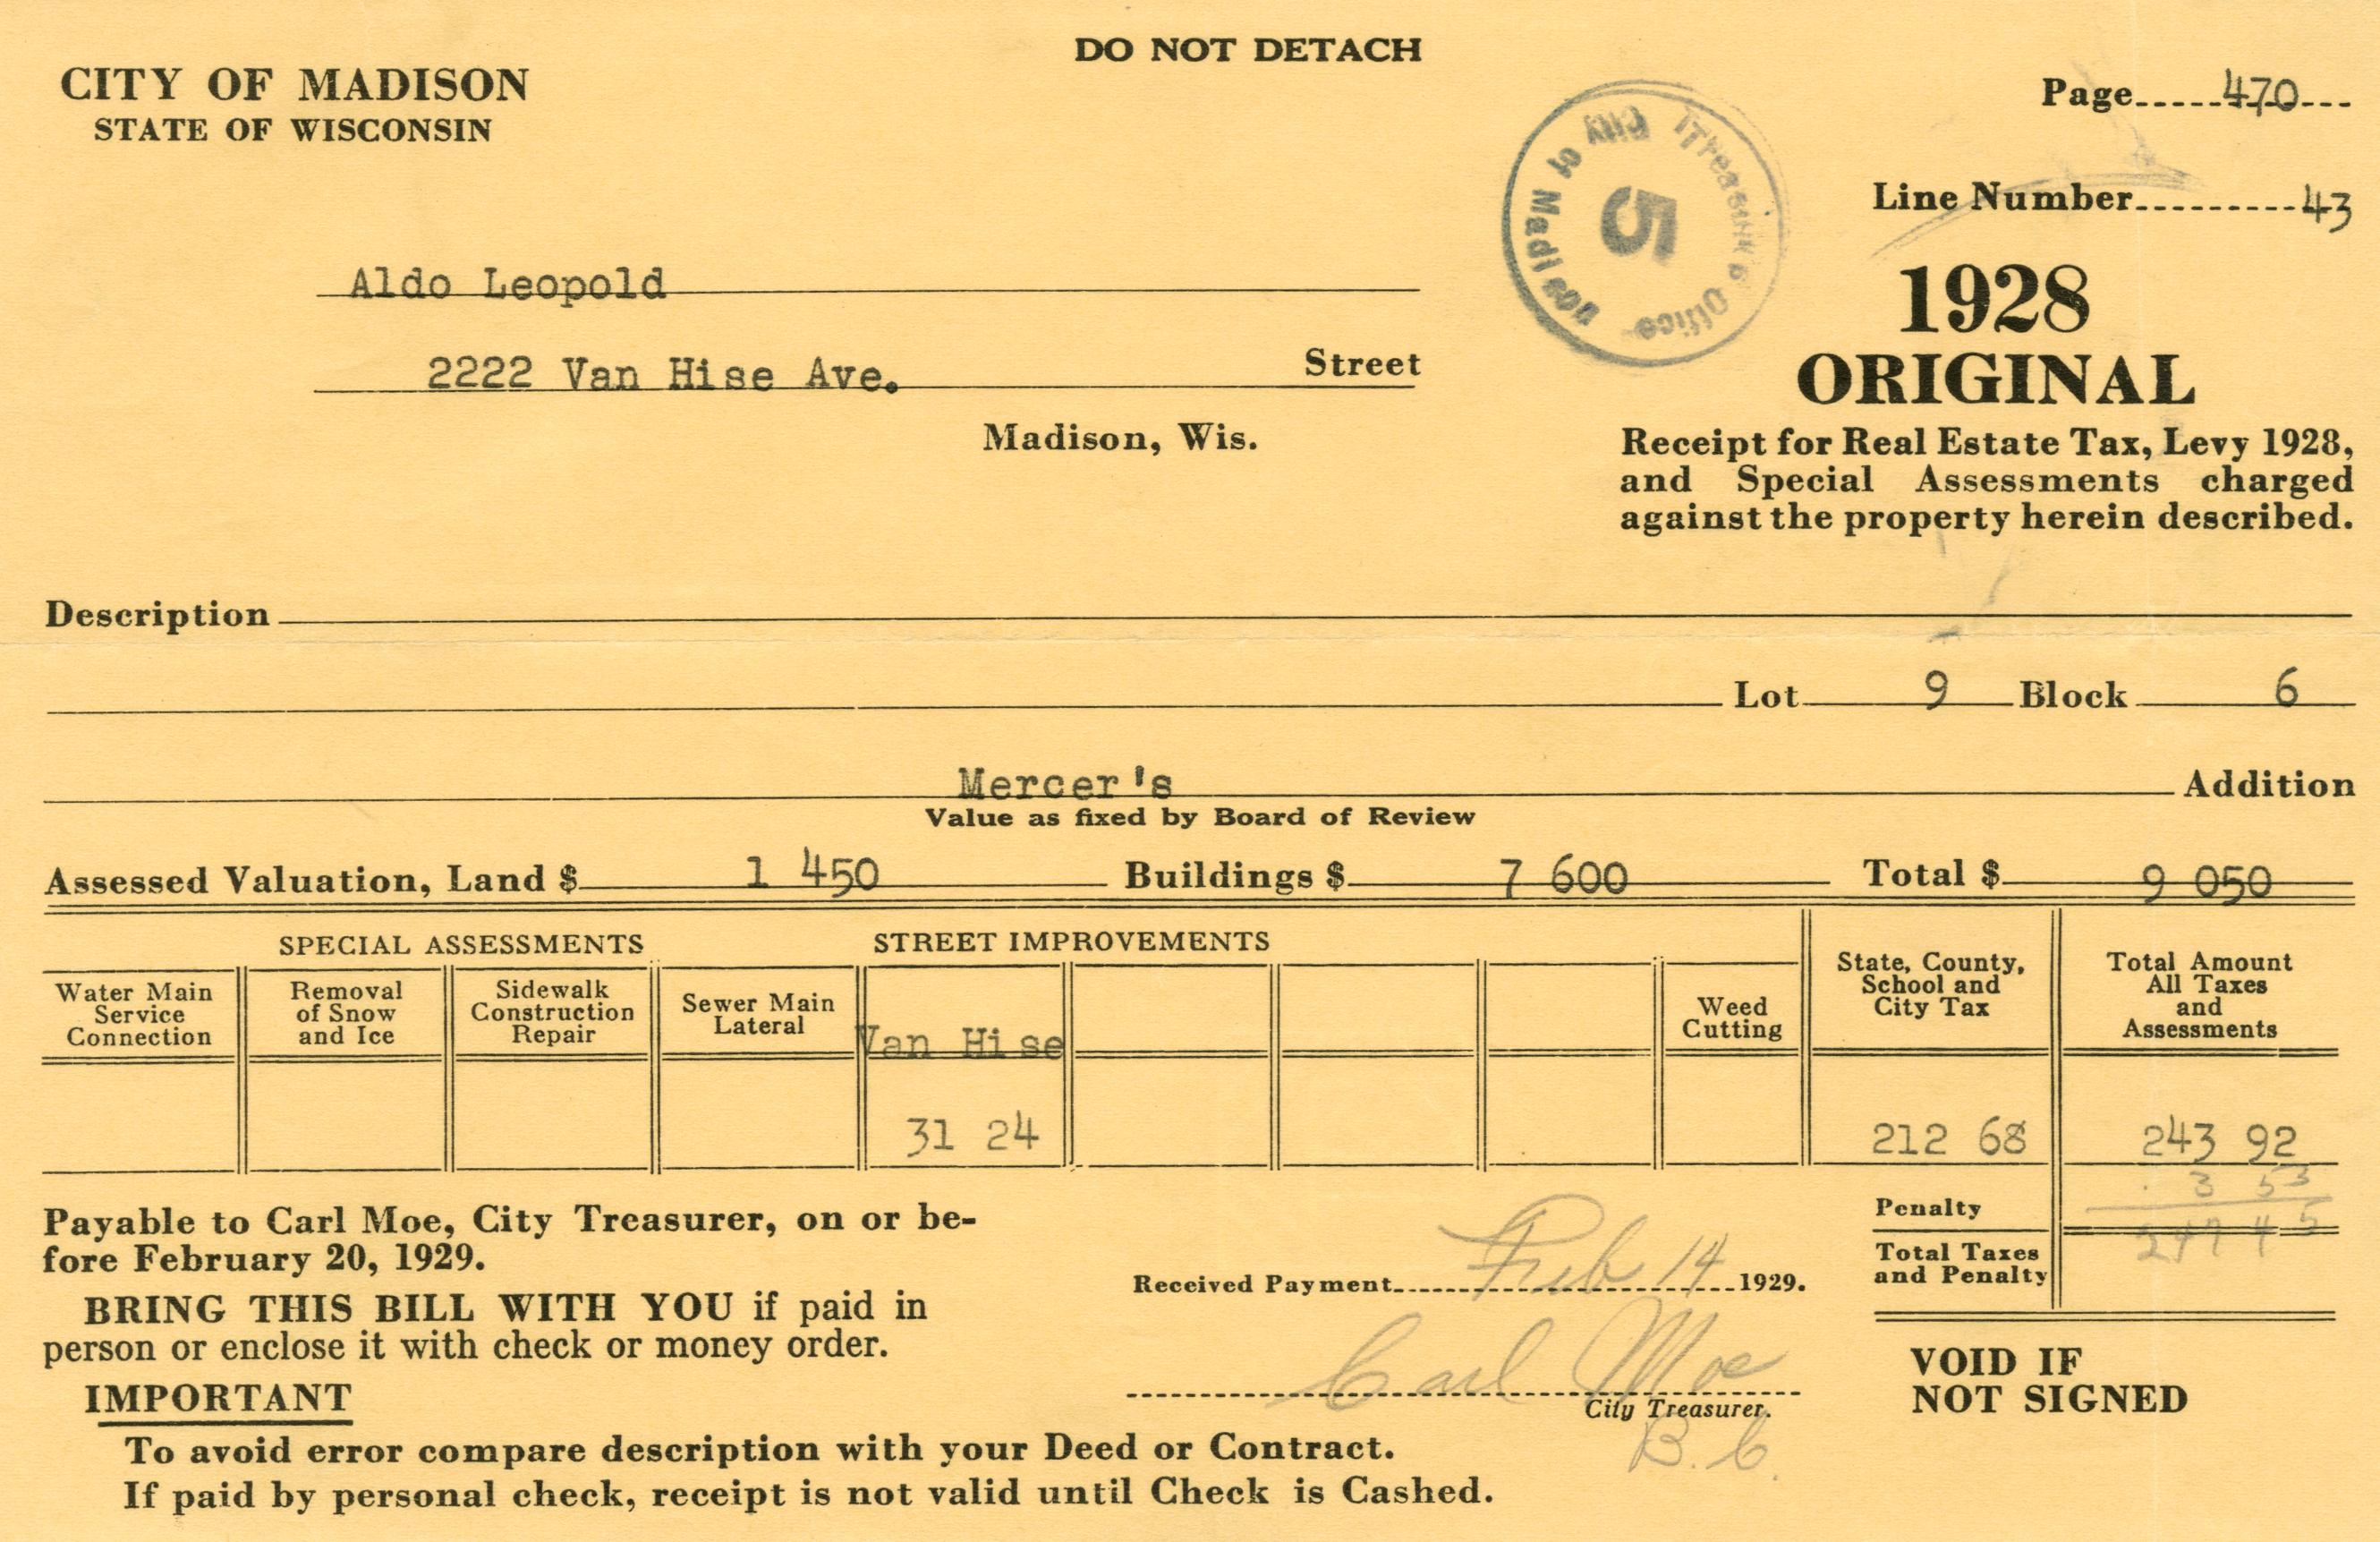 DO NOT DETACH
CITY OF MADISON
STATE OF WISCONSIN
Page 470
Line Number 43
City Treasurer's Office
of Madison
5
Aldo Leopold
2222 Van Hise Ave. Street
Madison, Wis.
1928
ORIGINAL
Receipt for Real Estate Tax, Levy 1928,
and Special Assessments charged
against the property herein described.
Description
Lot 9 Block 6
Mercer's Addition
Value as fixed by Board of Review
Assessed Valuation, Land $ 1 450 Buildings $ 7 600 Total $ 9 050
SPECIAL ASSESSMENTS STREET IMPROVEMENTS
Water Main
Service
Connection
Removal
of Snow
and Ice
Sidewalk
Construction
Repair
Sewer Main
Lateral
Van Hise
Weed
Cutting
State, County,
School and
City Tax
Total Amount
All Taxes
and
Assessments
31 24 212 68 243 92
Penalty 3 53
Total Taxes
and Penalty
247 45
Payable to Carl Moe, City Treasurer, on or be-
fore February 20, 1929.
BRING THIS BILL WITH YOU if paid in
person or enclose it with check or money order.
Received Payment Feb 14 1929.
Carl Moe
City Treasurer.
B. C.
VOID IF
NOT SIGNED
IMPORTANT
To avoid error compare description with your Deed or Contract.
If paid by personal check, receipt is not valid until Check is Cashed.